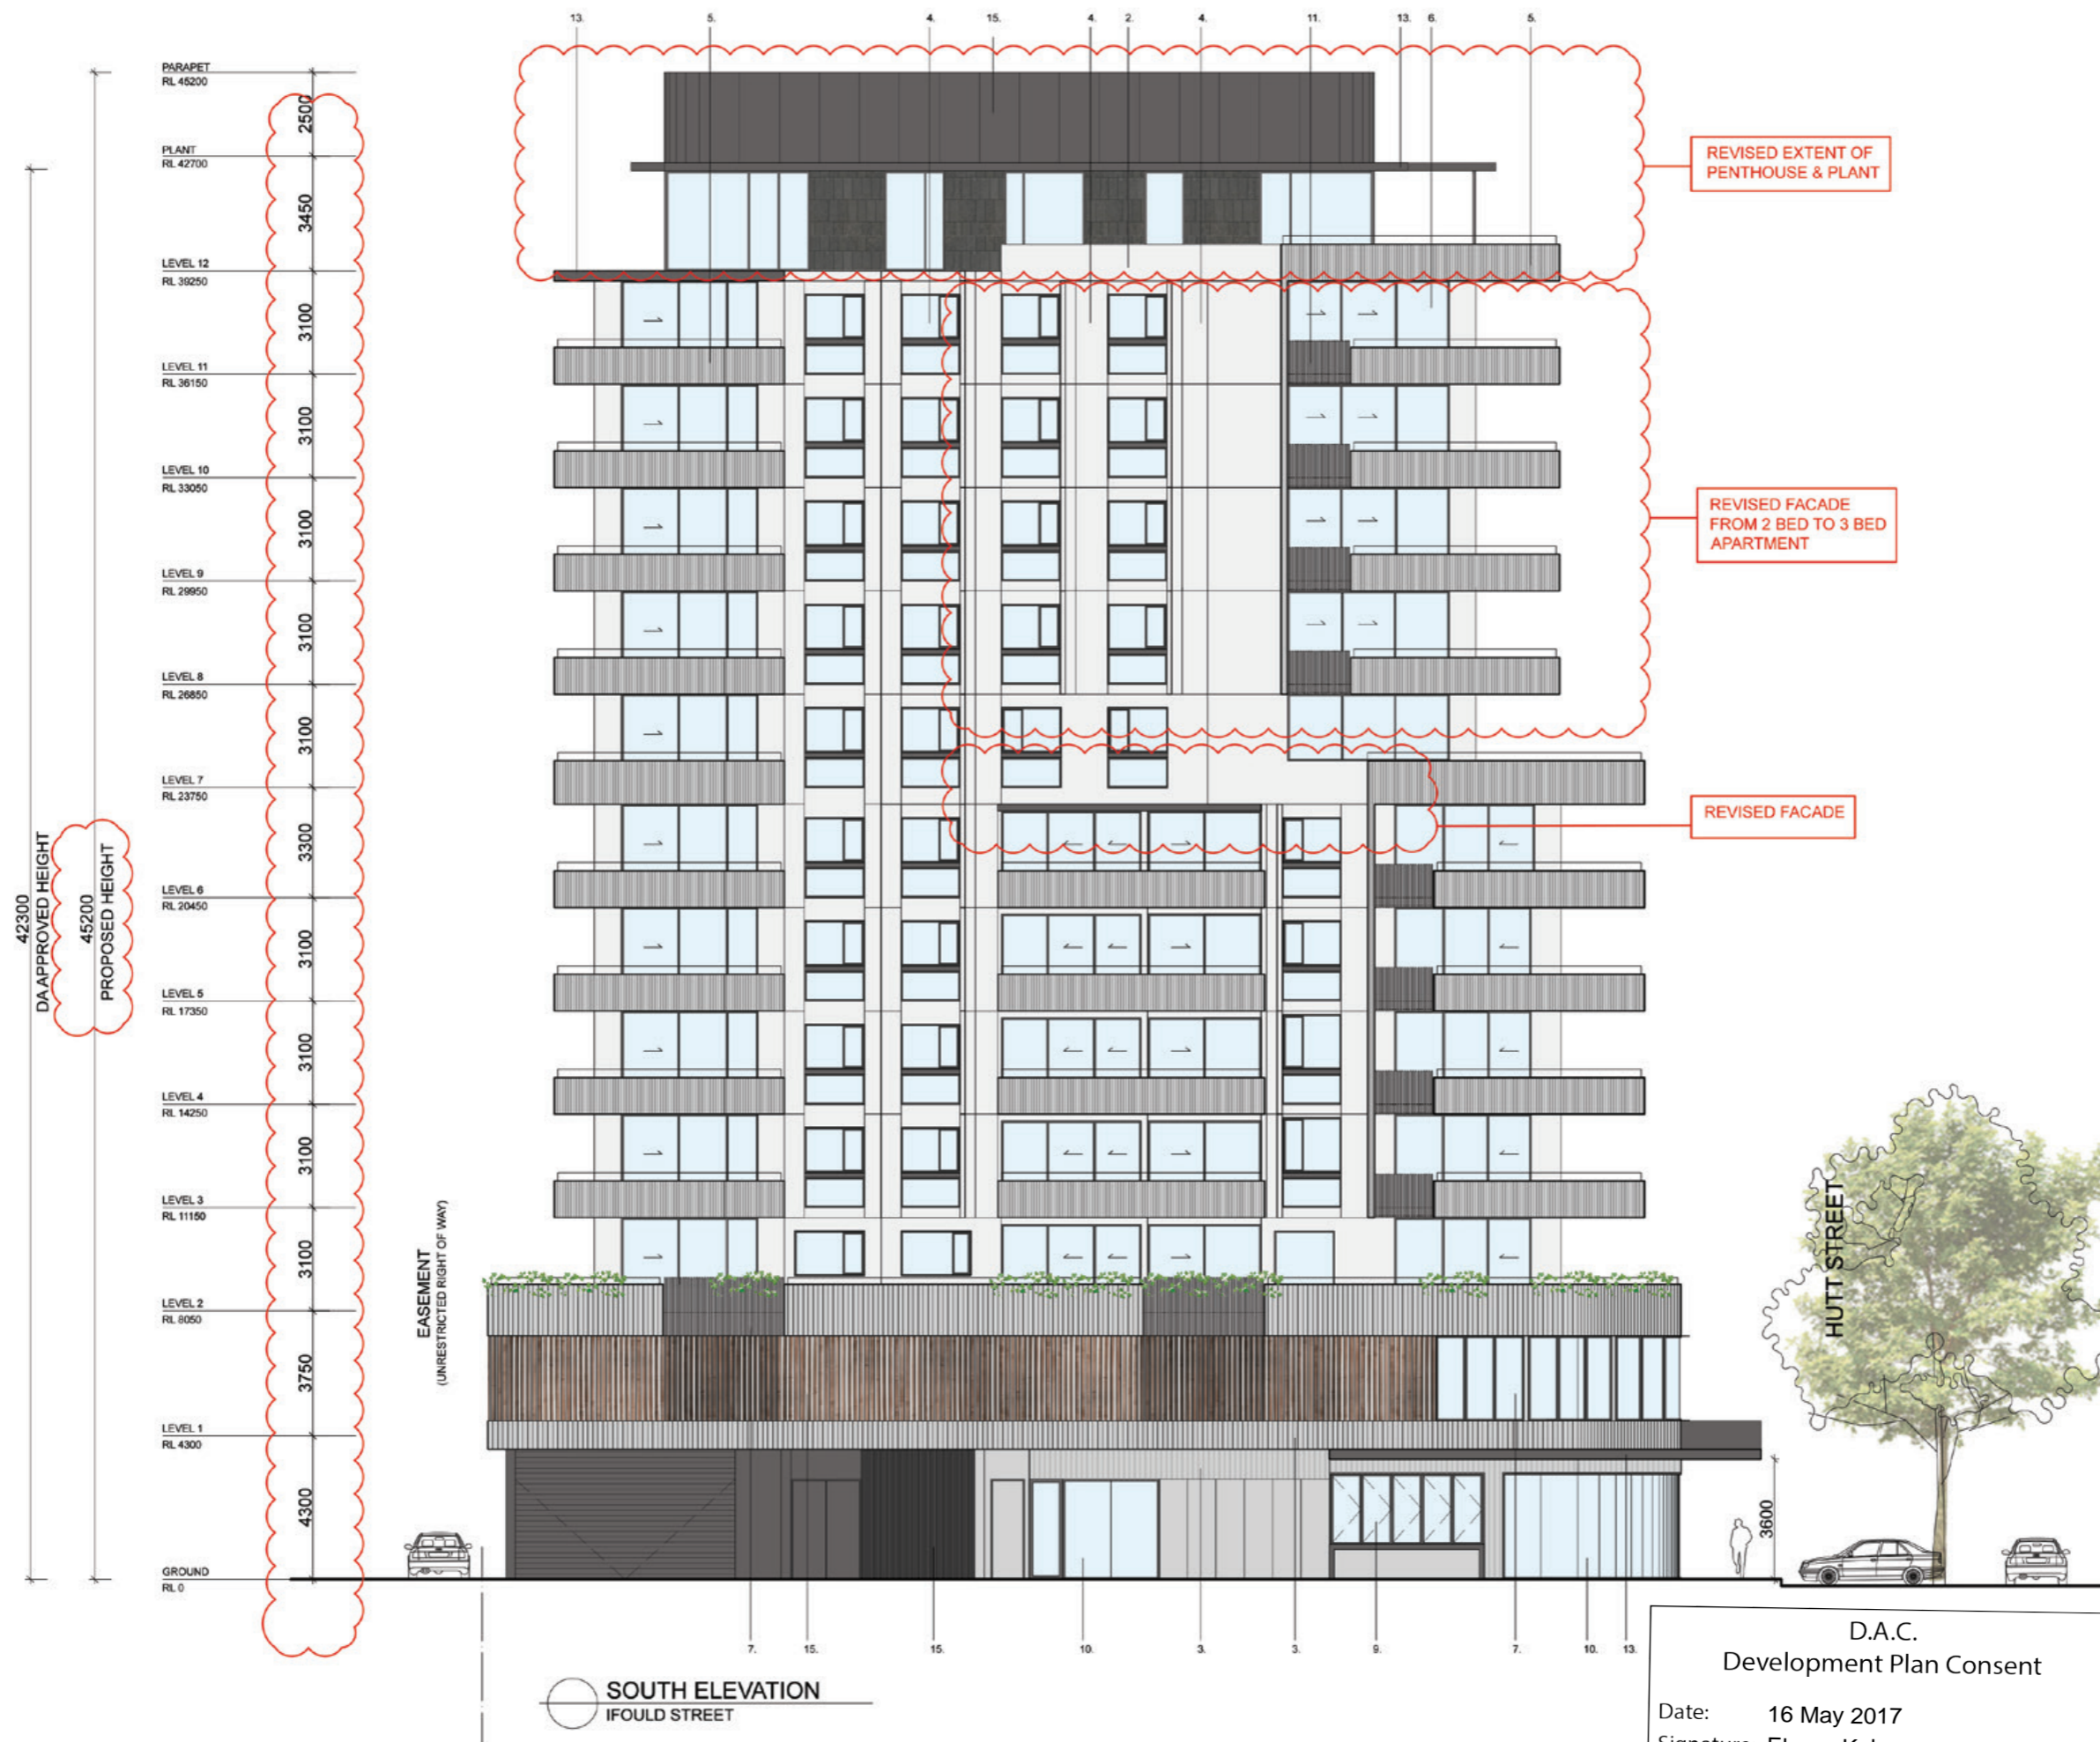 13.
5.
4.
15.
4.
2.
4.
11.
13.
6.
5.
PARAPET
RL 45200
2500
PLANT
RL 42700
3450
LEVEL 12
RL 39250
3100
LEVEL 11
RL 36150
3100
LEVEL 10
RL 33050
3100
LEVEL 9
RL 29950
3100
LEVEL 8
RL 26850
3100
LEVEL 7
RL 23750
3300
LEVEL 6
RL 20450
3100
LEVEL 5
RL 17350
3100
LEVEL 4
RL 14250
3100
LEVEL 3
RL 11150
3100
LEVEL 2
RL 8050
3750
LEVEL 1
RL 4300
4300
GROUND
RL 0
42300
DA APPROVED HEIGHT
45200
PROPOSED HEIGHT
REVISED EXTENT OF
PENTHOUSE & PLANT
REVISED FACADE
FROM 2 BED TO 3 BED
APARTMENT
REVISED FACADE
EASEMENT
(UNRESTRICTED RIGHT OF WAY)
HUTT STREET
3600
7.
15.
15.
10.
3.
3.
9.
7.
10.
13.
SOUTH ELEVATION
IFOULD STREET
D.A.C.
Development Plan Consent
Date: 16 May 2017